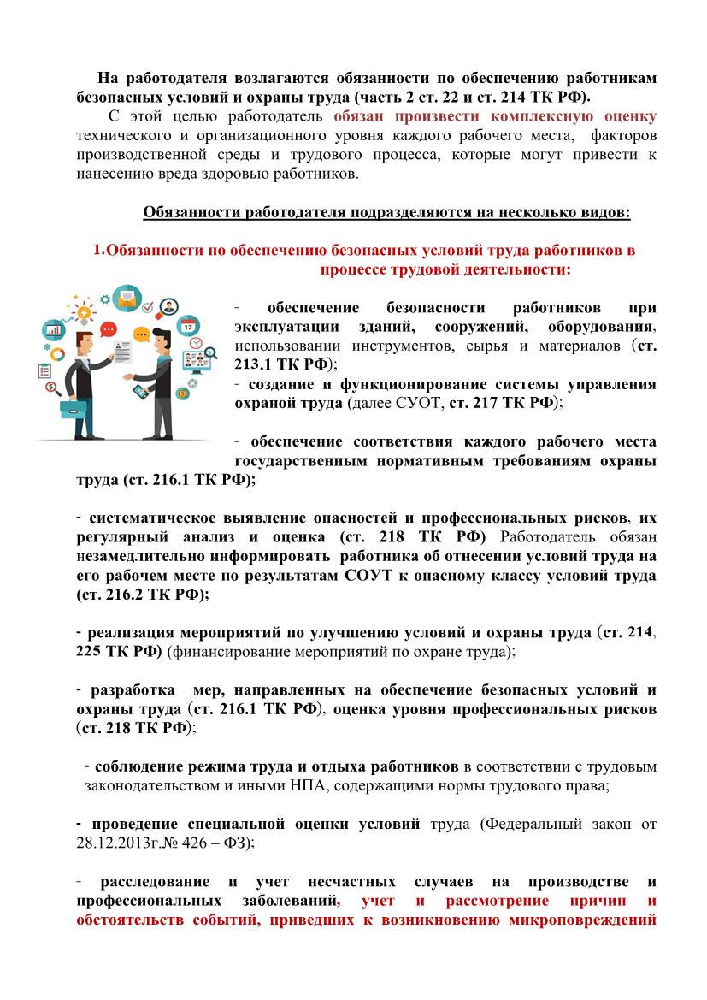 На работодателя возлагаются обязанности по обеспечению работникам
безопасных условий и охраны труда (часть 2 ст. 22 и ст. 214 ТК РФ).
С этой целью работодатель обязан произвести комплексную оценку
технического и организационного уровня каждого рабочего места, факторов
производственной среды и трудового процесса, которые могут привести к
нанесению вреда здоровью работников.
Обязанности работодателя подразделяются на несколько видов:
1.Обязанности по обеспечению безопасных условий труда работников в
процессе трудовой деятельности:
17
- обеспечение безопасности работников при
эксплуатации зданий, сооружений, оборудования,
использовании инструментов, сырья и материалов (ст.
213.1 ТК РФ);
- создание и функционирование системы управления
охраной труда (далее СУОТ, ст. 217 ТК РФ);
- обеспечение соответствия каждого рабочего места
государственным нормативным требованиям охраны
труда (ст. 216.1 ТК РФ);
- систематическое выявление опасностей и профессиональных рисков, их
регулярный анализ и оценка (ст. 218 ТК РФ) Работодатель обязан
незамедлительно информировать работника об отнесении условий труда на
его рабочем месте по результатам СОУТ к опасному классу условий труда
(ст. 216.2 ТК РФ);
- реализация мероприятий по улучшению условий и охраны труда (ст. 214,
225 ТК РФ) (финансирование мероприятий по охране труда);
- разработка мер, направленных на обеспечение безопасных условий и
охраны труда (ст. 216.1 ТК РФ), оценка уровня профессиональных рисков
(ст. 218 ТК РФ);
- соблюдение режима труда и отдыха работников в соответствии с трудовым
законодательством и иными НПА, содержащими нормы трудового права;
- проведение специальной оценки условий труда (Федеральный закон от
28.12.2013г.№ 426 – ФЗ);
- расследование и учет несчастных случаев на производстве и
профессиональных заболеваний, учет и рассмотрение причин и
обстоятельств событий, приведших к возникновению микроповреждений